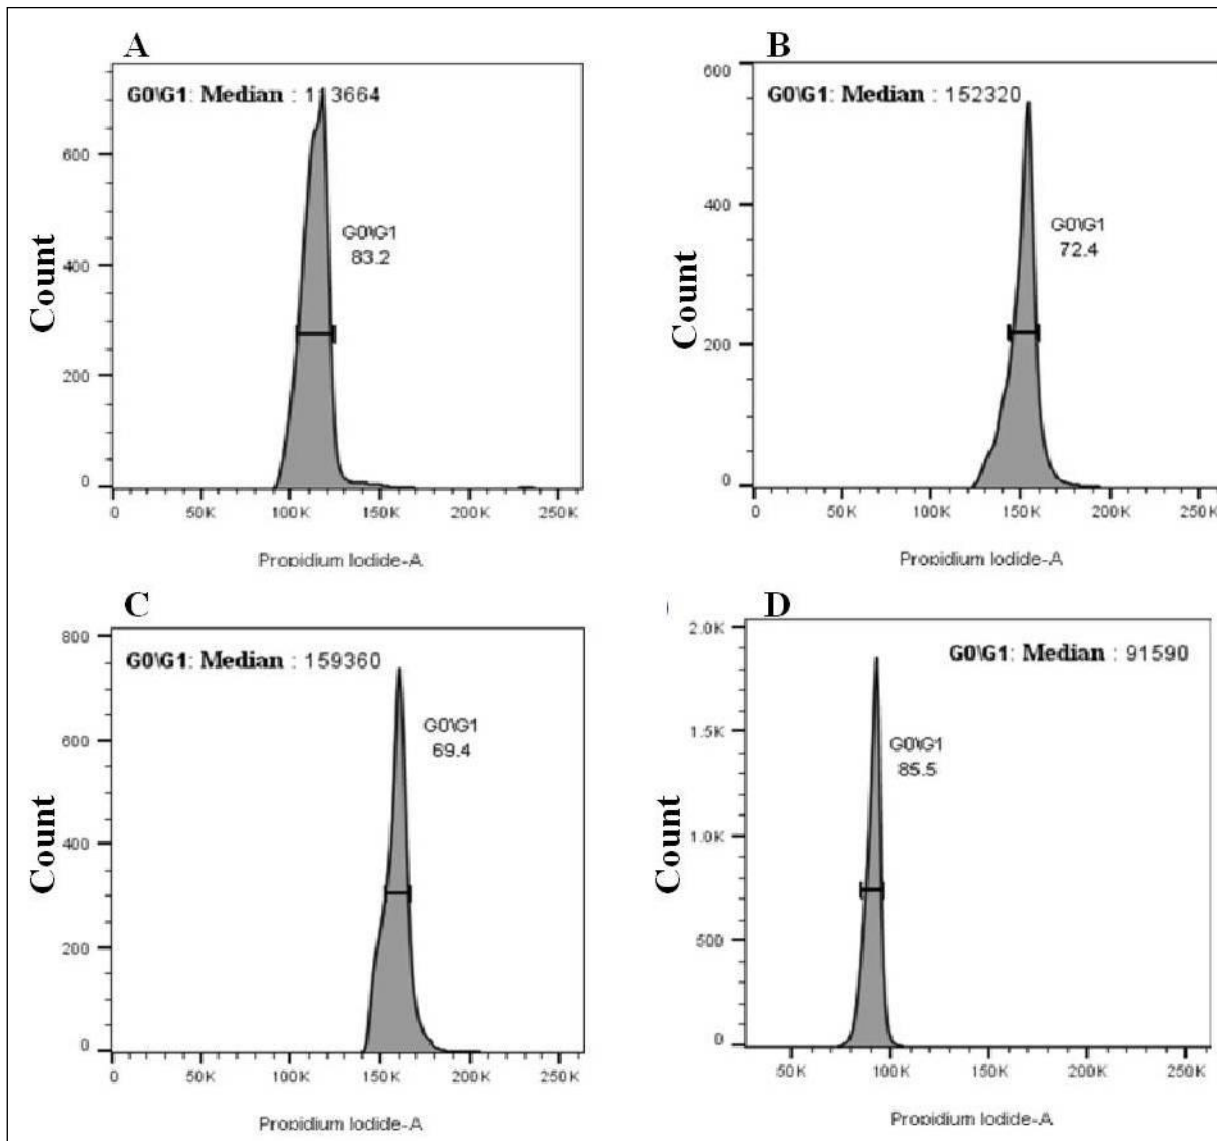 A
G0\G1: Median : 113664
G0\G1
83.2
Count
600
400
200
0
0 50K 100K 150K 200K 250K
Propidium Iodide-A
B
G0\G1: Median : 152320
G0\G1
72.4
Count
600
400
200
0
0 50K 100K 150K 200K 250K
Propidium Iodide-A
C
G0\G1: Median : 159360
G0\G1
69.4
Count
800
600
400
200
0
0 50K 100K 150K 200K 250K
Propidium Iodide-A
D
G0\G1: Median : 91590
G0\G1
85.5
Count
2.0K
1.5K
1.0K
500
0
50K 100K 150K 200K 250K
Propidium Iodide-A